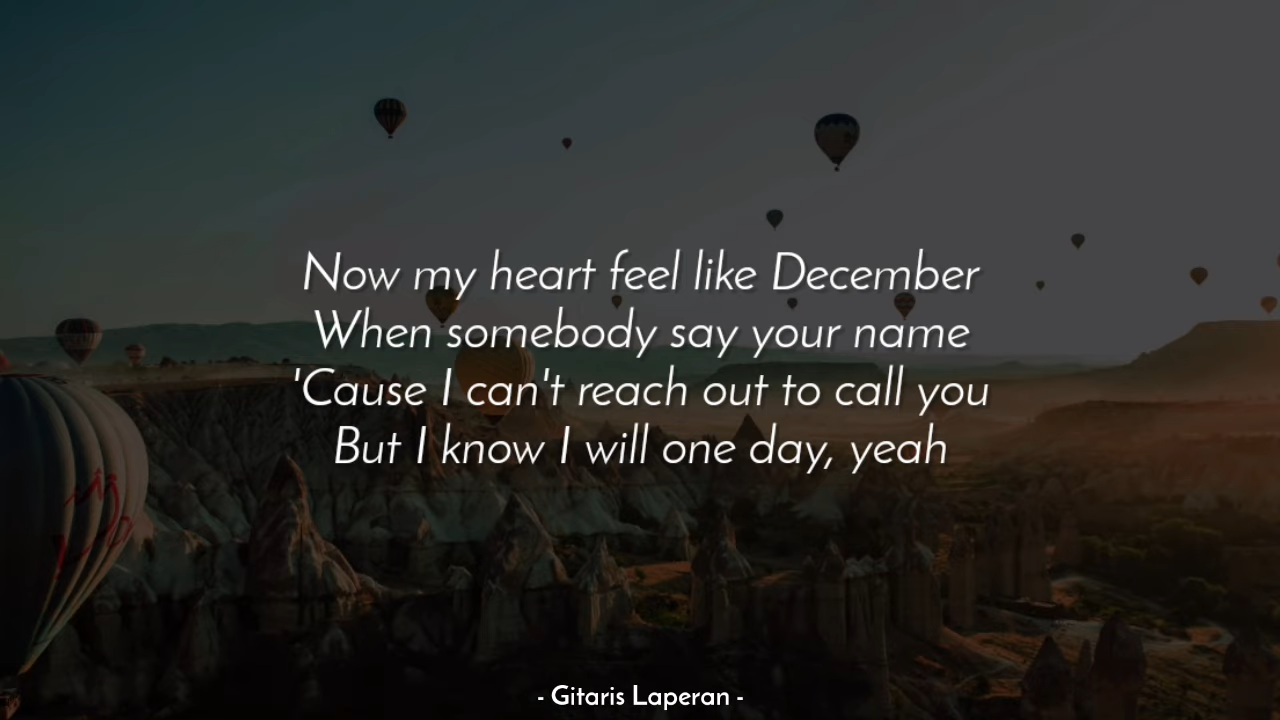 Now my heart feel like December
When somebody say your name
'Cause I can't reach out to call you
But I know I will one day, yeah
- Gitaris Laperan -